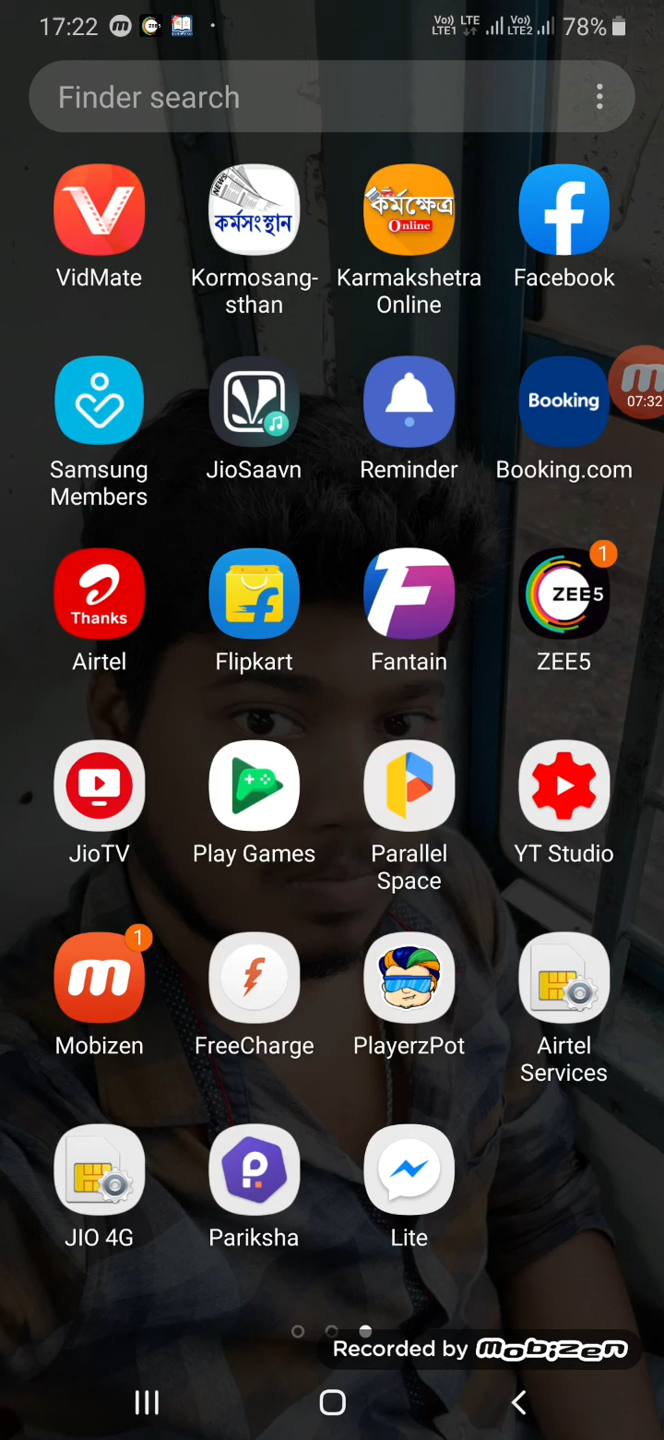 17:22
Vo)) LTE Vo))
LTE1 LTE2 78%
Finder search
NEWS
কর্মসংস্থান
কর্মক্ষেত্র
Online
VidMate
Kormosang-
sthan
Karmakshetra
Online
Facebook
Booking
07:32
Samsung
Members
JioSaavn
Reminder
Booking.com
1
Thanks
ZEE5
Airtel
Flipkart
Fantain
ZEE5
JioTV
Play Games
Parallel
Space
YT Studio
1
Mobizen
FreeCharge
PlayerzPot
Airtel
Services
JIO 4G
Pariksha
Lite
Recorded by mobizen